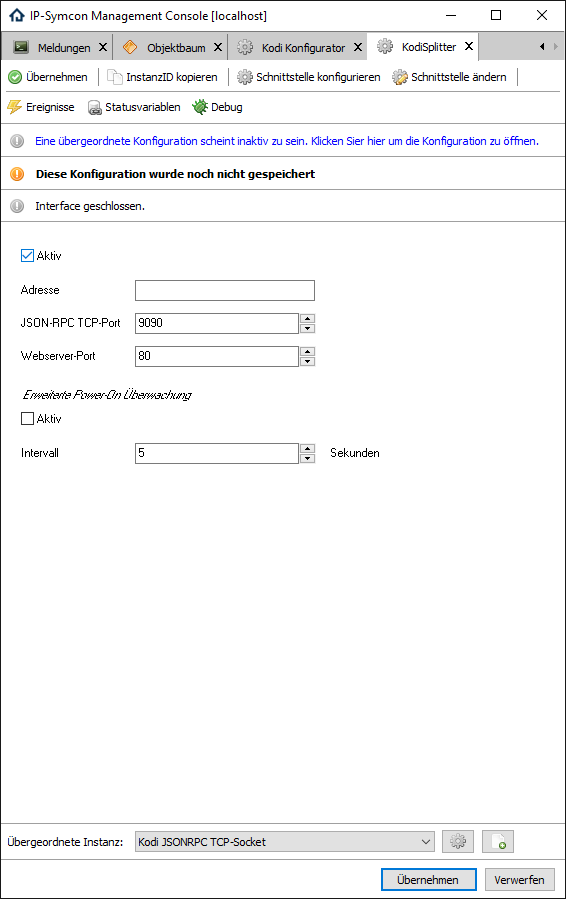 IP-Symcon Management Console [localhost]
Meldungen Objektbaum Kodi Konfigurator KodiSplitter
Übernehmen InstanzID kopieren Schnittstelle konfigurieren Schnittstelle ändern
Ereignisse Statusvariablen Debug
Eine übergeordnete Konfiguration scheint inaktiv zu sein. Klicken Sier hier um die Konfiguration zu öffnen.
Diese Konfiguration wurde noch nicht gespeichert
Interface geschlossen.
Aktiv
Adresse
JSON-RPC TCP-Port 9090
Webserver-Port 80
Erweiterte Power-On Überwachung
Aktiv
Intervall 5 Sekunden
Übergeordnete Instanz: Kodi JSONRPC TCP-Socket
Übernehmen Verwerfen